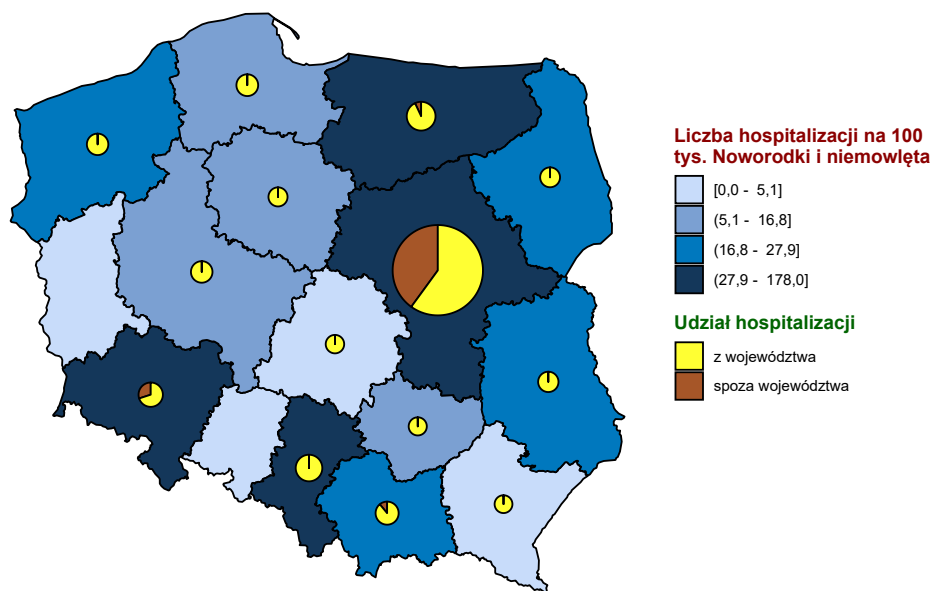 Liczba hospitalizacji na 100
tys. Noworodki i niemowlęta
[0,0 - 5,1]
(5,1 - 16,8]
(16,8 - 27,9]
(27,9 - 178,0]
Udział hospitalizacji
z województwa
spoza województwa